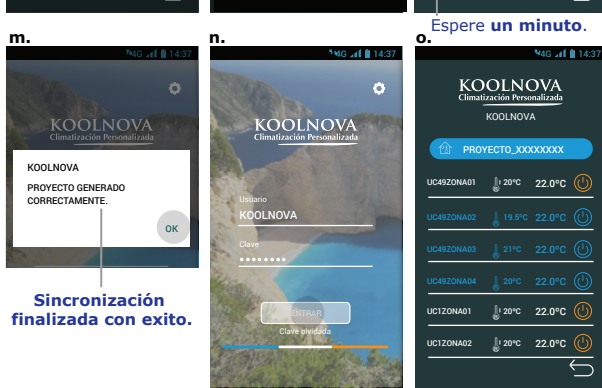 Espere un minuto.
m.
n.
o.
4G 14:37
KOOLNOVA
Climatización Personalizada
KOOLNOVA
PROYECTO GENERADO
CORRECTAMENTE.
OK
Sincronización
finalizada con exito.
4G 14:37
KOOLNOVA
Climatización Personalizada
Usuario
KOOLNOVA
Clave
ENTRAR
Clave olvidada
4G 14:37
KOOLNOVA
Climatización Personalizada
KOOLNOVA
PROYECTO_XXXXXXXX
UC49ZONA01 20ºC 22.0ºC
UC49ZONA02 19.5ºC 22.0ºC
UC49ZONA03 21ºC 22.0ºC
UC49ZONA04 20ºC 22.0ºC
UC1ZONA01 20ºC 22.0ºC
UC1ZONA02 20ºC 22.0ºC